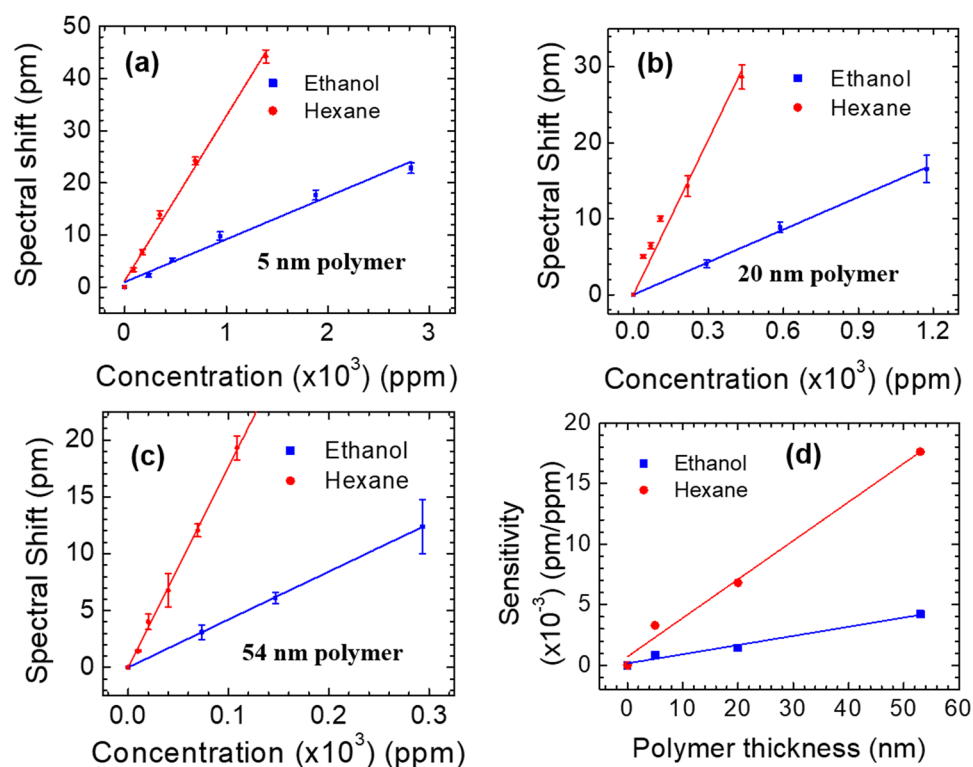 (a)
Ethanol
Hexane
5 nm polymer
50
40
30
20
10
0
Spectral shift (pm)
0 1 2 3
Concentration (x10³) (ppm)
(b)
Ethanol
Hexane
20 nm polymer
30
20
10
0
Spectral Shift (pm)
0.0 0.3 0.6 0.9 1.2
Concentration (x10³) (ppm)
(c)
Ethanol
Hexane
54 nm polymer
20
15
10
5
0
Spectral Shift (pm)
0.0 0.1 0.2 0.3
Concentration (x10³) (ppm)
(d)
Ethanol
Hexane
20
15
10
5
0
Sensitivity
(x10⁻³) (pm/ppm)
0 10 20 30 40 50 60
Polymer thickness (nm)